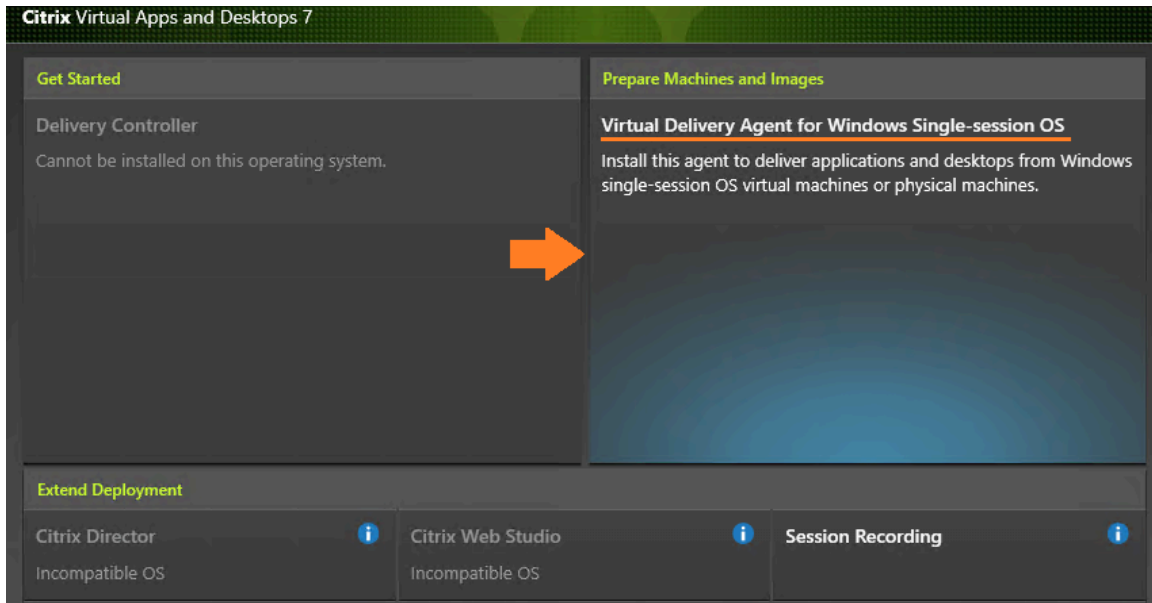 Citrix Virtual Apps and Desktops 7
Get Started
Delivery Controller
Cannot be installed on this operating system.
Prepare Machines and Images
Virtual Delivery Agent for Windows Single-session OS
Install this agent to deliver applications and desktops from Windows
single-session OS virtual machines or physical machines.
Extend Deployment
Citrix Director
Incompatible OS
Citrix Web Studio
Incompatible OS
Session Recording